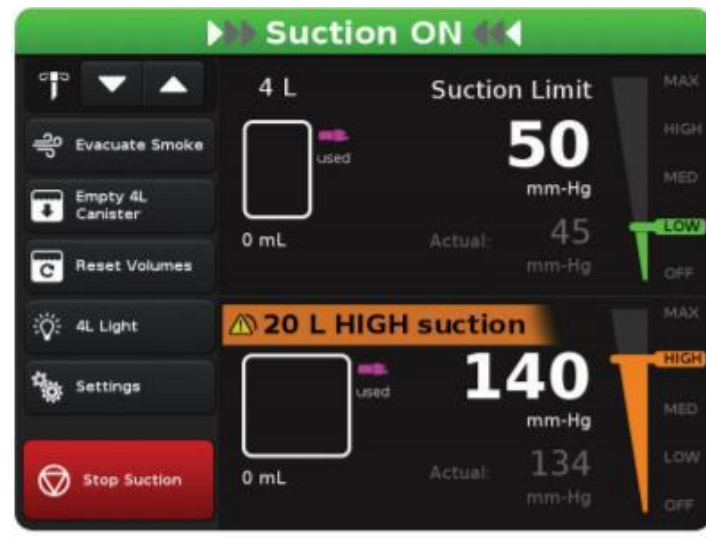 Suction ON
Evacuate Smoke
Empty 4L
Canister
Reset Volumes
4L Light
Settings
Stop Suction
4 L
Suction Limit
used
50
mm-Hg
0 mL
Actual:
45
mm-Hg
MAX
HIGH
MED
LOW
OFF
20 L HIGH suction
used
140
mm-Hg
0 mL
Actual:
134
mm-Hg
MAX
HIGH
MED
LOW
OFF